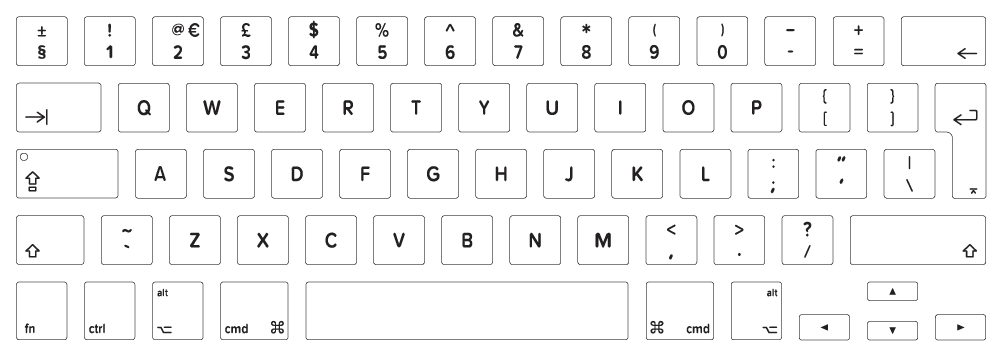 ± ! @ € £ $ % ^ & * ( ) – +
§ 1 2 3 4 5 6 7 8 9 0 - = ←
→| Q W E R T Y U I O P { [ } ] ↵
⇪ A S D F G H J K L : ; " ' | \ ⌅
⇧ ~ ` Z X C V B N M < , > . ? / ⇧
fn ctrl alt ⌥ cmd ⌘ ⌘ cmd alt ⌥ ◄ ▲ ▼ ►